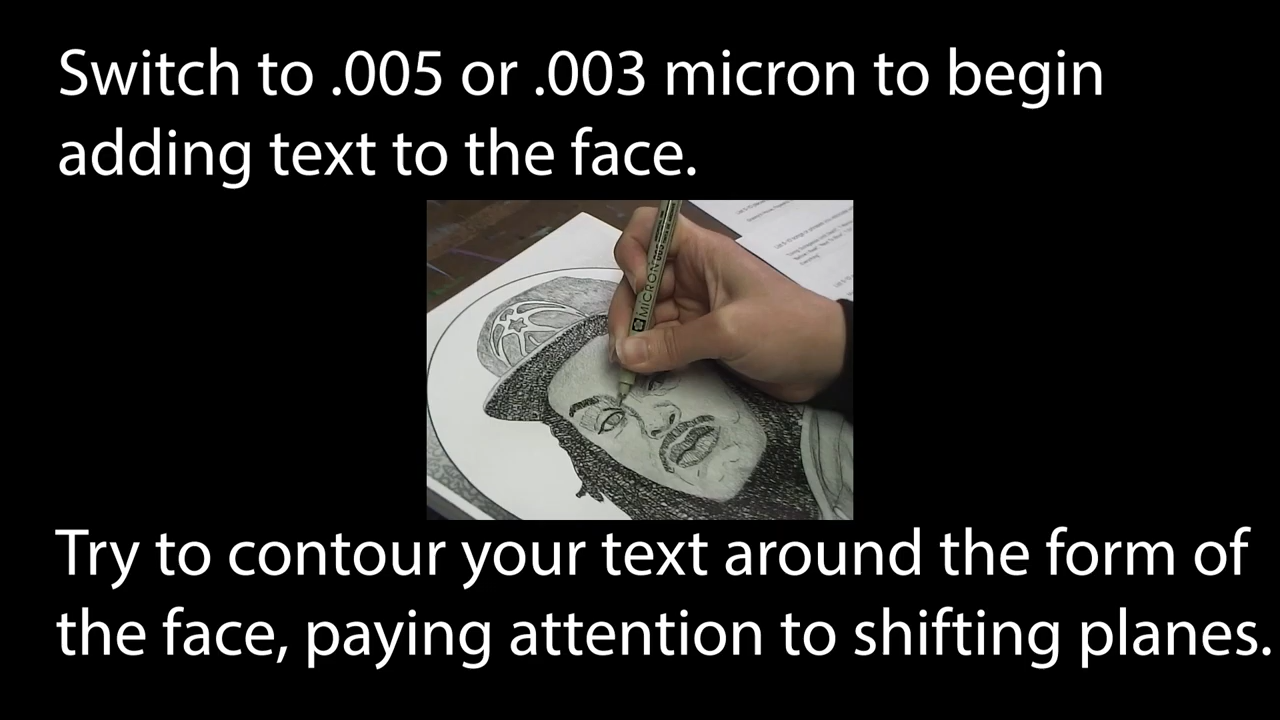 Switch to .005 or .003 micron to begin
adding text to the face.
MICRON 005
Try to contour your text around the form of
the face, paying attention to shifting planes.